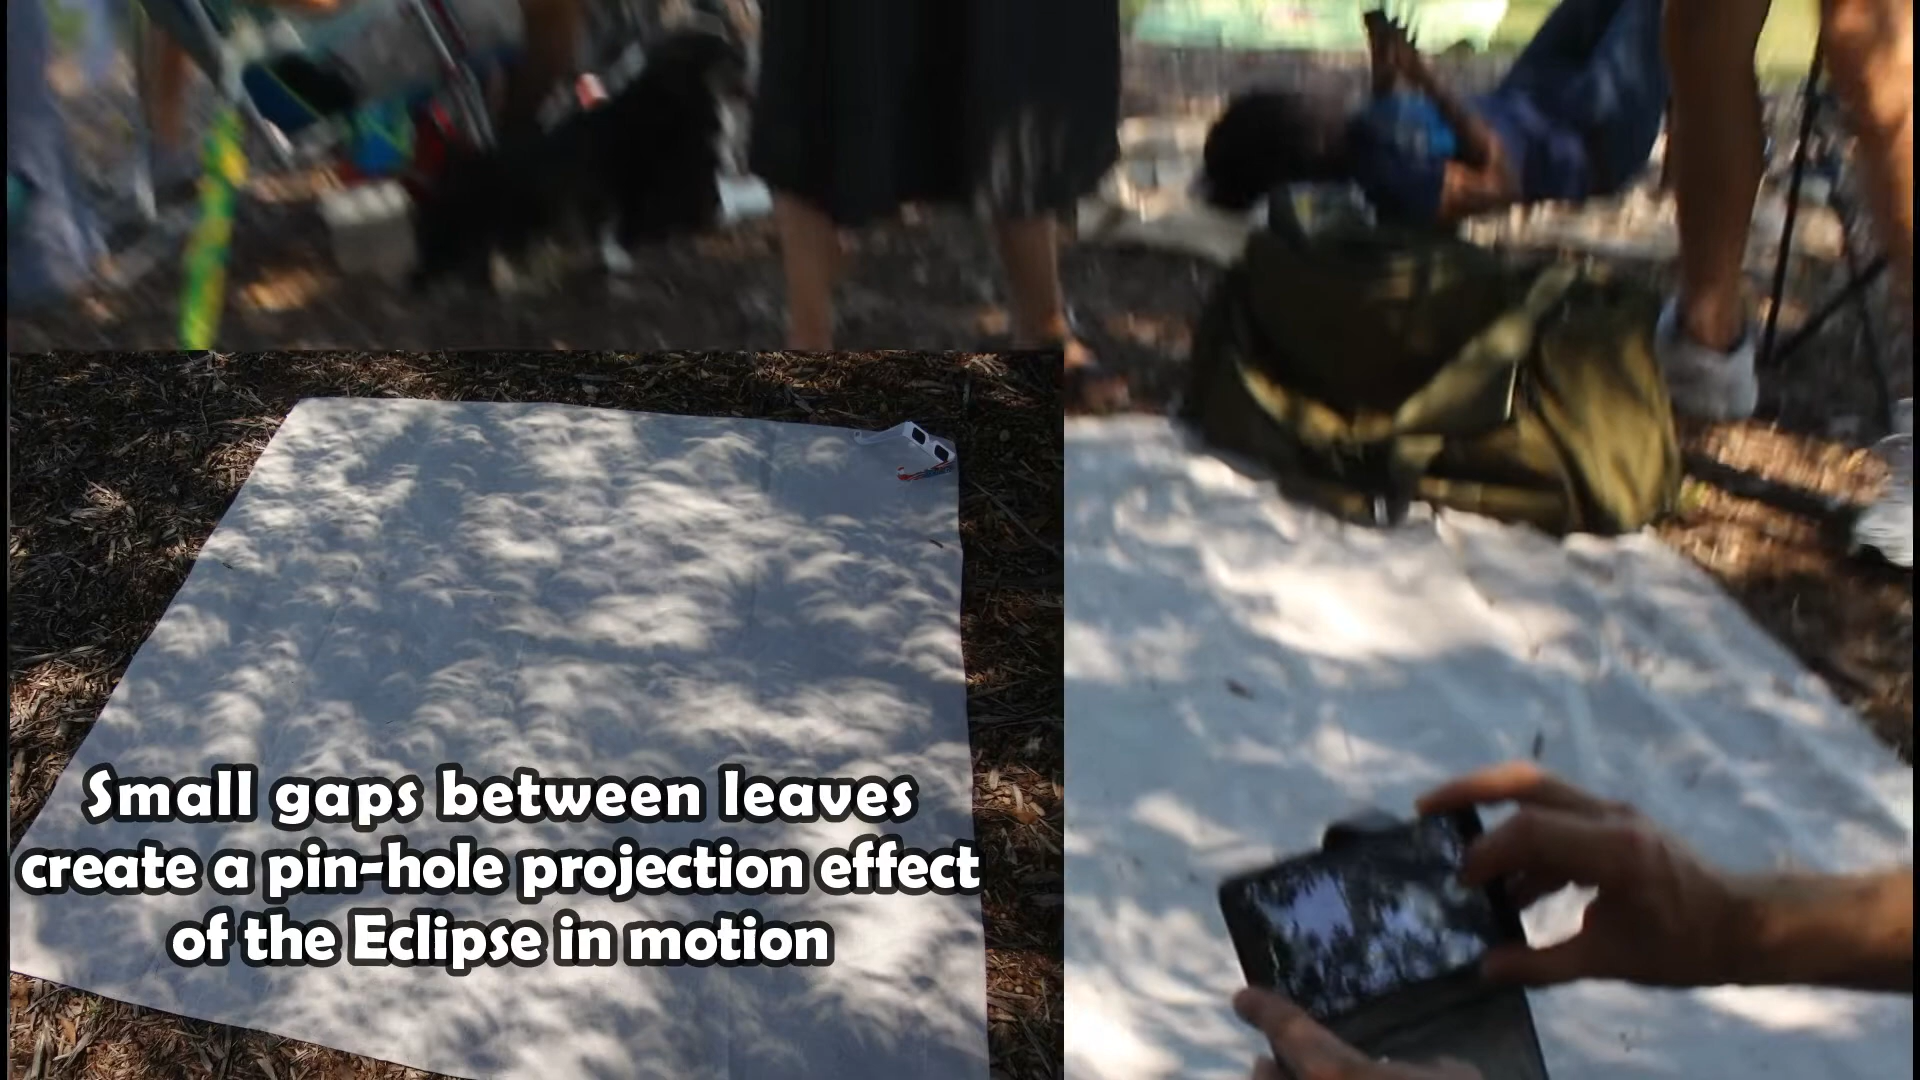 Small gaps between leaves
create a pin-hole projection effect
of the Eclipse in motion